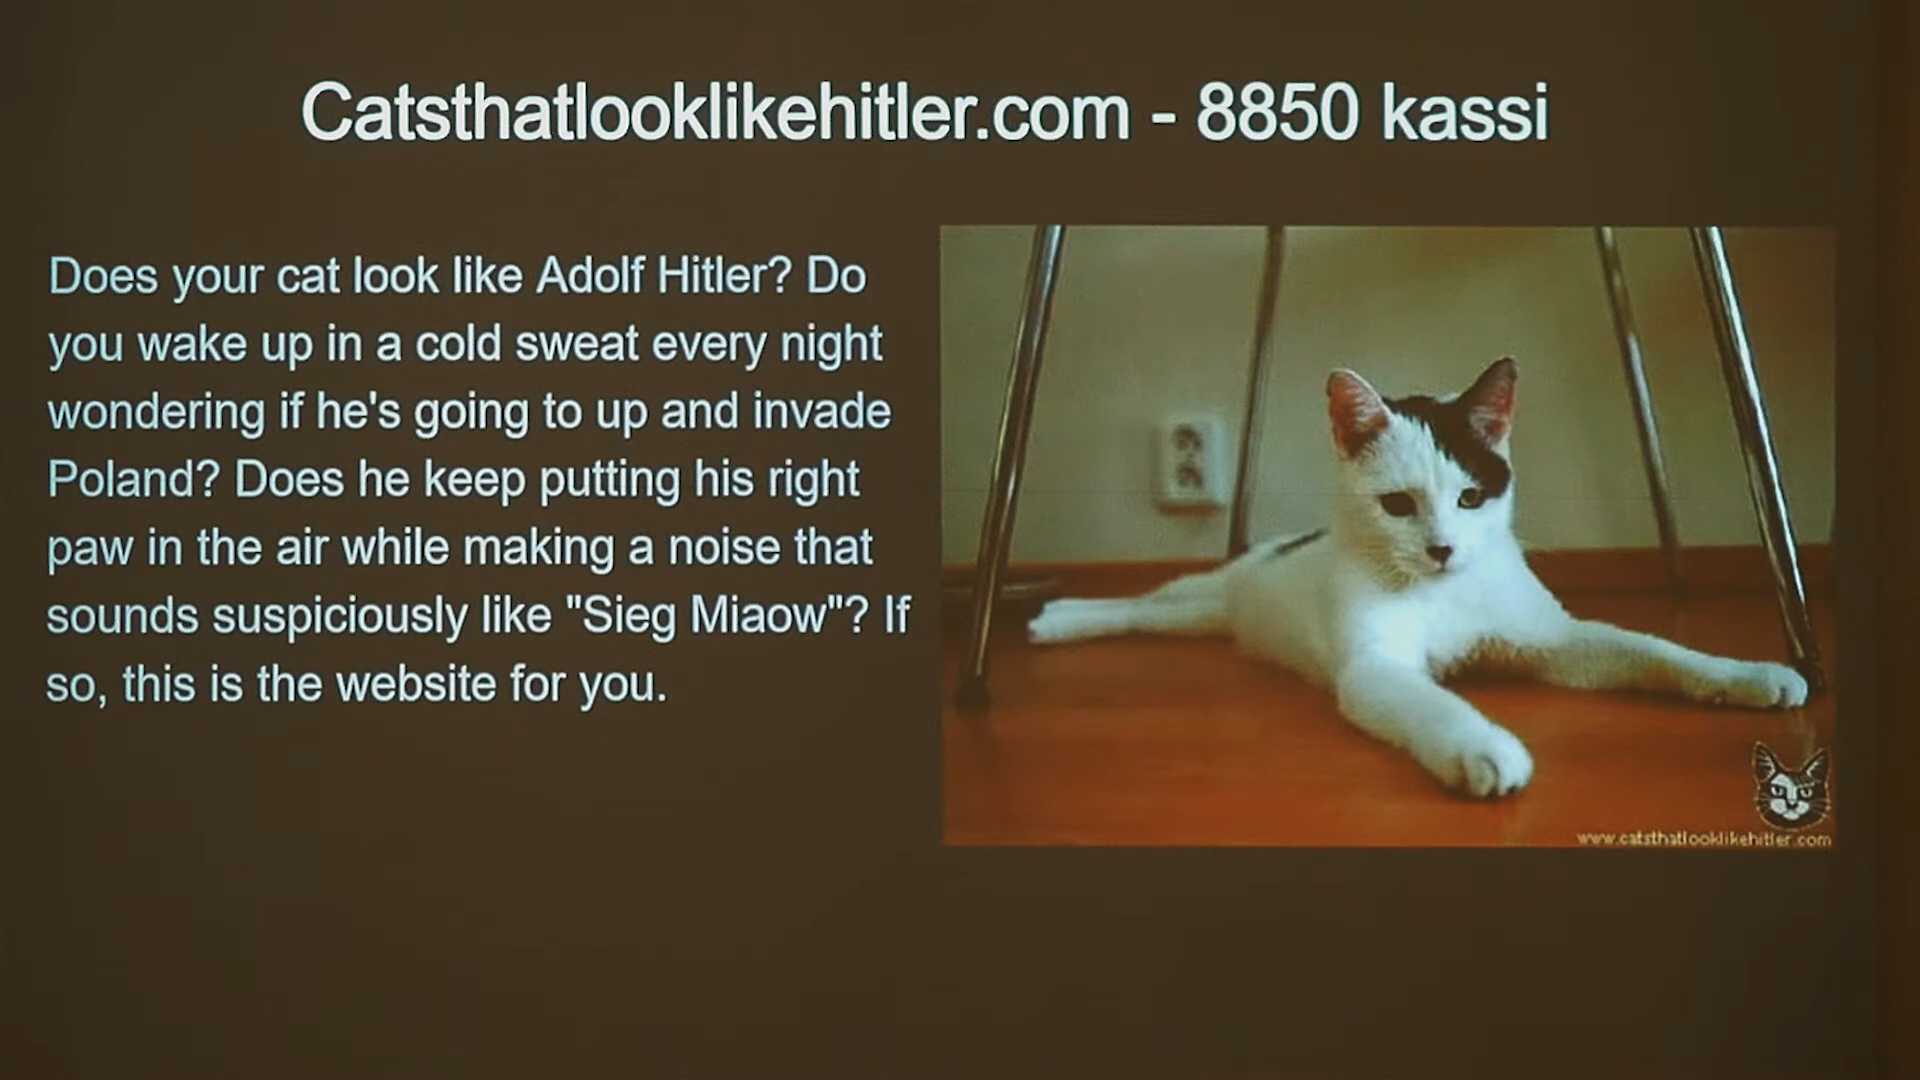 Catsthatlooklikehitler.com - 8850 kassi
Does your cat look like Adolf Hitler? Do
you wake up in a cold sweat every night
wondering if he's going to up and invade
Poland? Does he keep putting his right
paw in the air while making a noise that
sounds suspiciously like "Sieg Miaow"? If
so, this is the website for you.
www.catsthatlooklikehitler.com